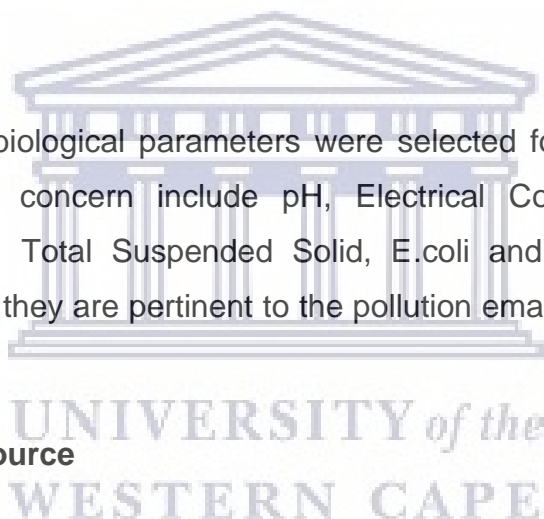 biological parameters were selected fo
concern include pH, Electrical Co
Total Suspended Solid, E.coli and
they are pertinent to the pollution ema
UNIVERSITY of the
ource
WESTERN CAPE